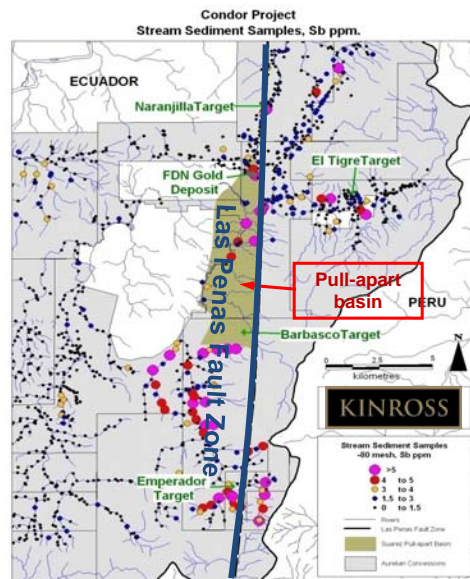 Condor Project
Stream Sediment Samples, Sb ppm.
ECUADOR
NaranjillaTarget
El TigreTarget
FDN Gold
Deposit
Las Penas Fault Zone
Pull-apart
basin
PERU
BarbascoTarget
0 2.5 5
kilometres
N
KINROSS
Emperador
Target
Stream Sediment Samples
-80 mesh, Sb ppm
>5
4 to 5
3 to 4
1.5 to 3
0 to 1.5
Rivers
Las Penas Fault Zone
Suarez Pull-apart Basin
Aurelian Concessions